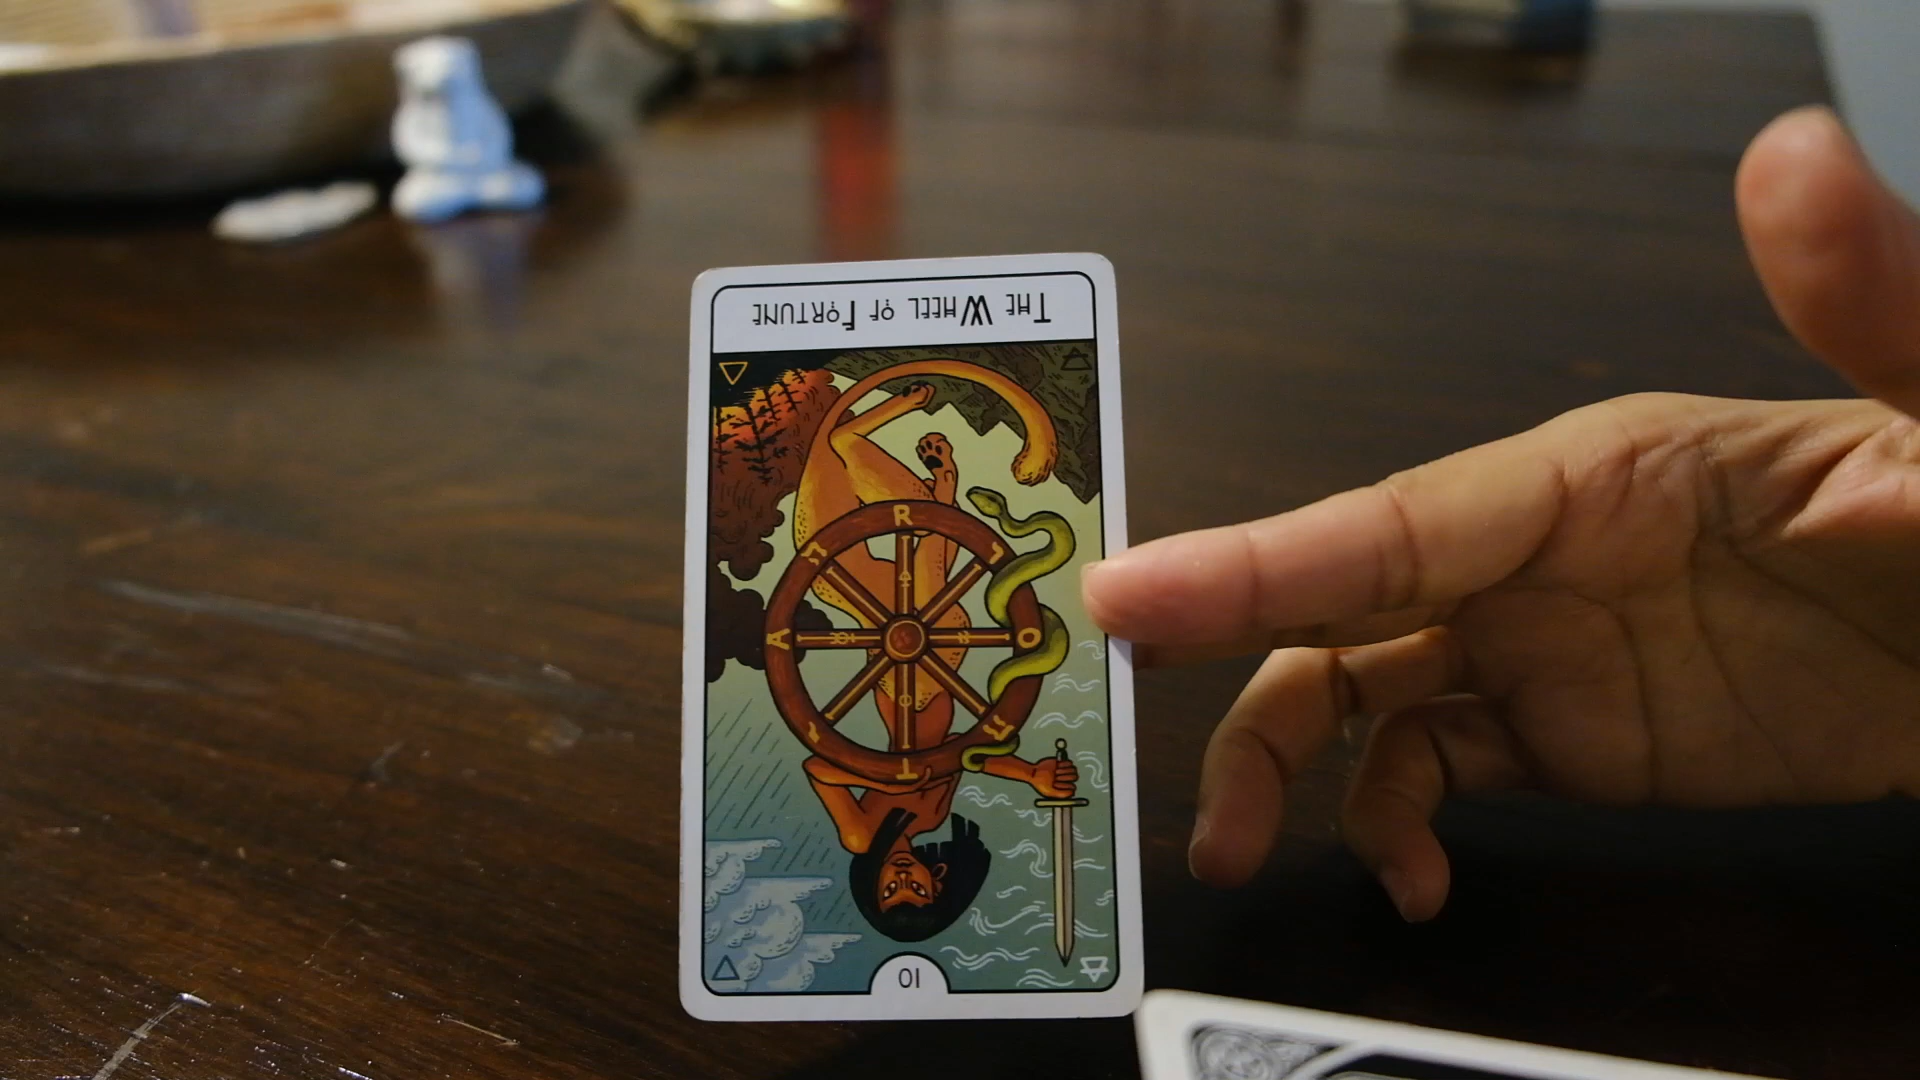 10
T
ה י
O A
ו ה
R
The Wheel of Fortune